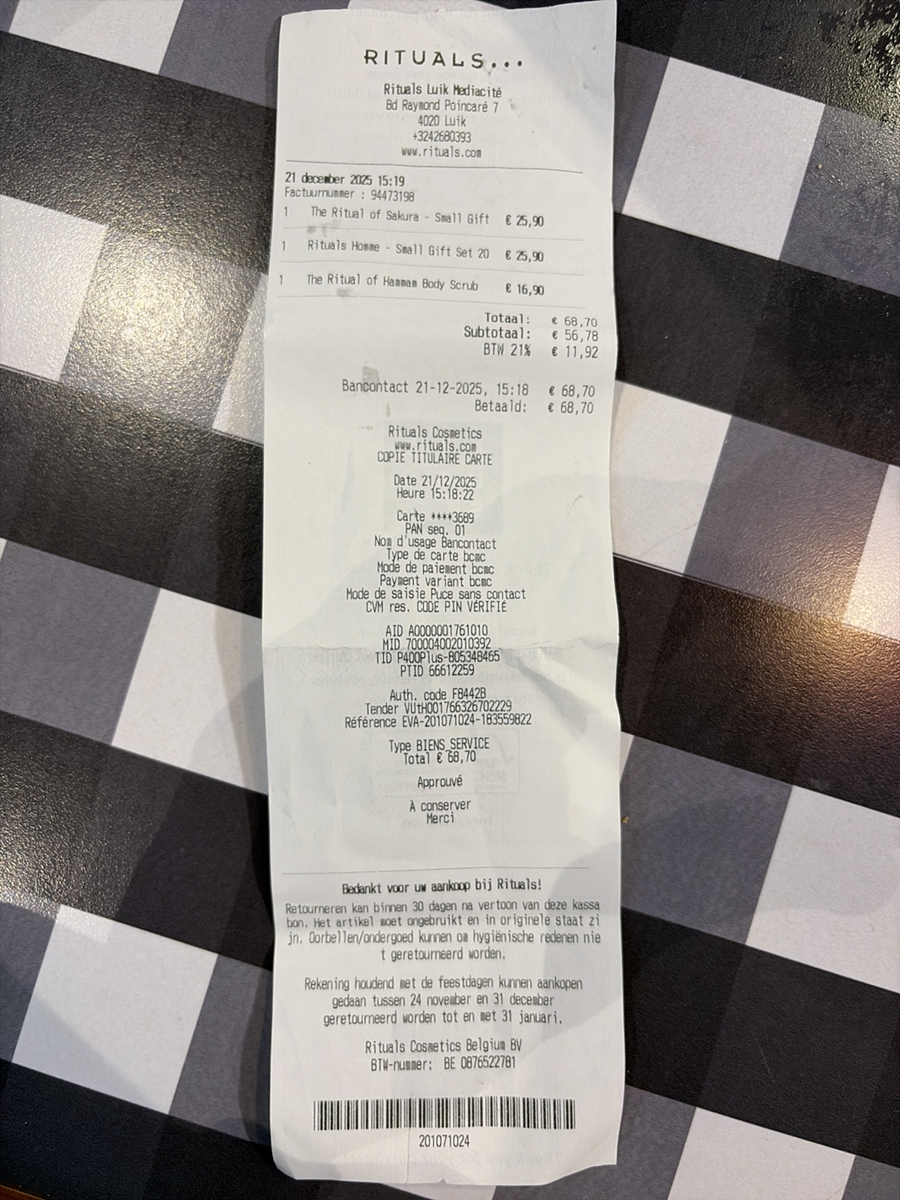 RITUALS...
Rituals Luik Mediacité
Bd Raymond Poincaré 7
4020 Luik
+3242680393
www.rituals.com
21 december 2025 15:19
Factuurnummer : 94473198
1 The Ritual of Sakura - Small Gift € 25,90
1 Rituals Homme - Small Gift Set 20 € 25,90
1 The Ritual of Hammam Body Scrub € 16,90
Totaal: € 68,70
Subtotaal: € 56,78
BTW 21% € 11,92
Bancontact 21-12-2025, 15:18 € 68,70
Betaald: € 68,70
Rituals Cosmetics
www.rituals.com
COPIE TITULAIRE CARTE
Date 21/12/2025
Heure 15:18:22
Carte ****3689
PAN seq. 01
Nom d'usage Bancontact
Type de carte bcmc
Mode de paiement bcmc
Payment variant bcmc
Mode de saisie Puce sans contact
CVM res. CODE PIN VÉRIFIÉ
AID A0000001761010
MID 700004002010392
TID P400Plus-805348465
PTID 66612259
Auth. code F8442B
Tender VUtH001766326702229
Référence EVA-201071024-183559822
Type BIENS_SERVICE
Total € 68,70
Approuvé
À conserver
Merci
Bedankt voor uw aankoop bij Rituals!
Retourneren kan binnen 30 dagen na vertoon van deze kassa
bon. Het artikel moet ongebruikt en in originele staat zi
jn. Oorbellen/ondergoed kunnen om hygiënische redenen nie
t geretourneerd worden.
Rekening houdend met de feestdagen kunnen aankopen
gedaan tussen 24 november en 31 december
geretourneerd worden tot en met 31 januari.
Rituals Cosmetics Belgium BV
BTW-nummer: BE 0876522781
201071024